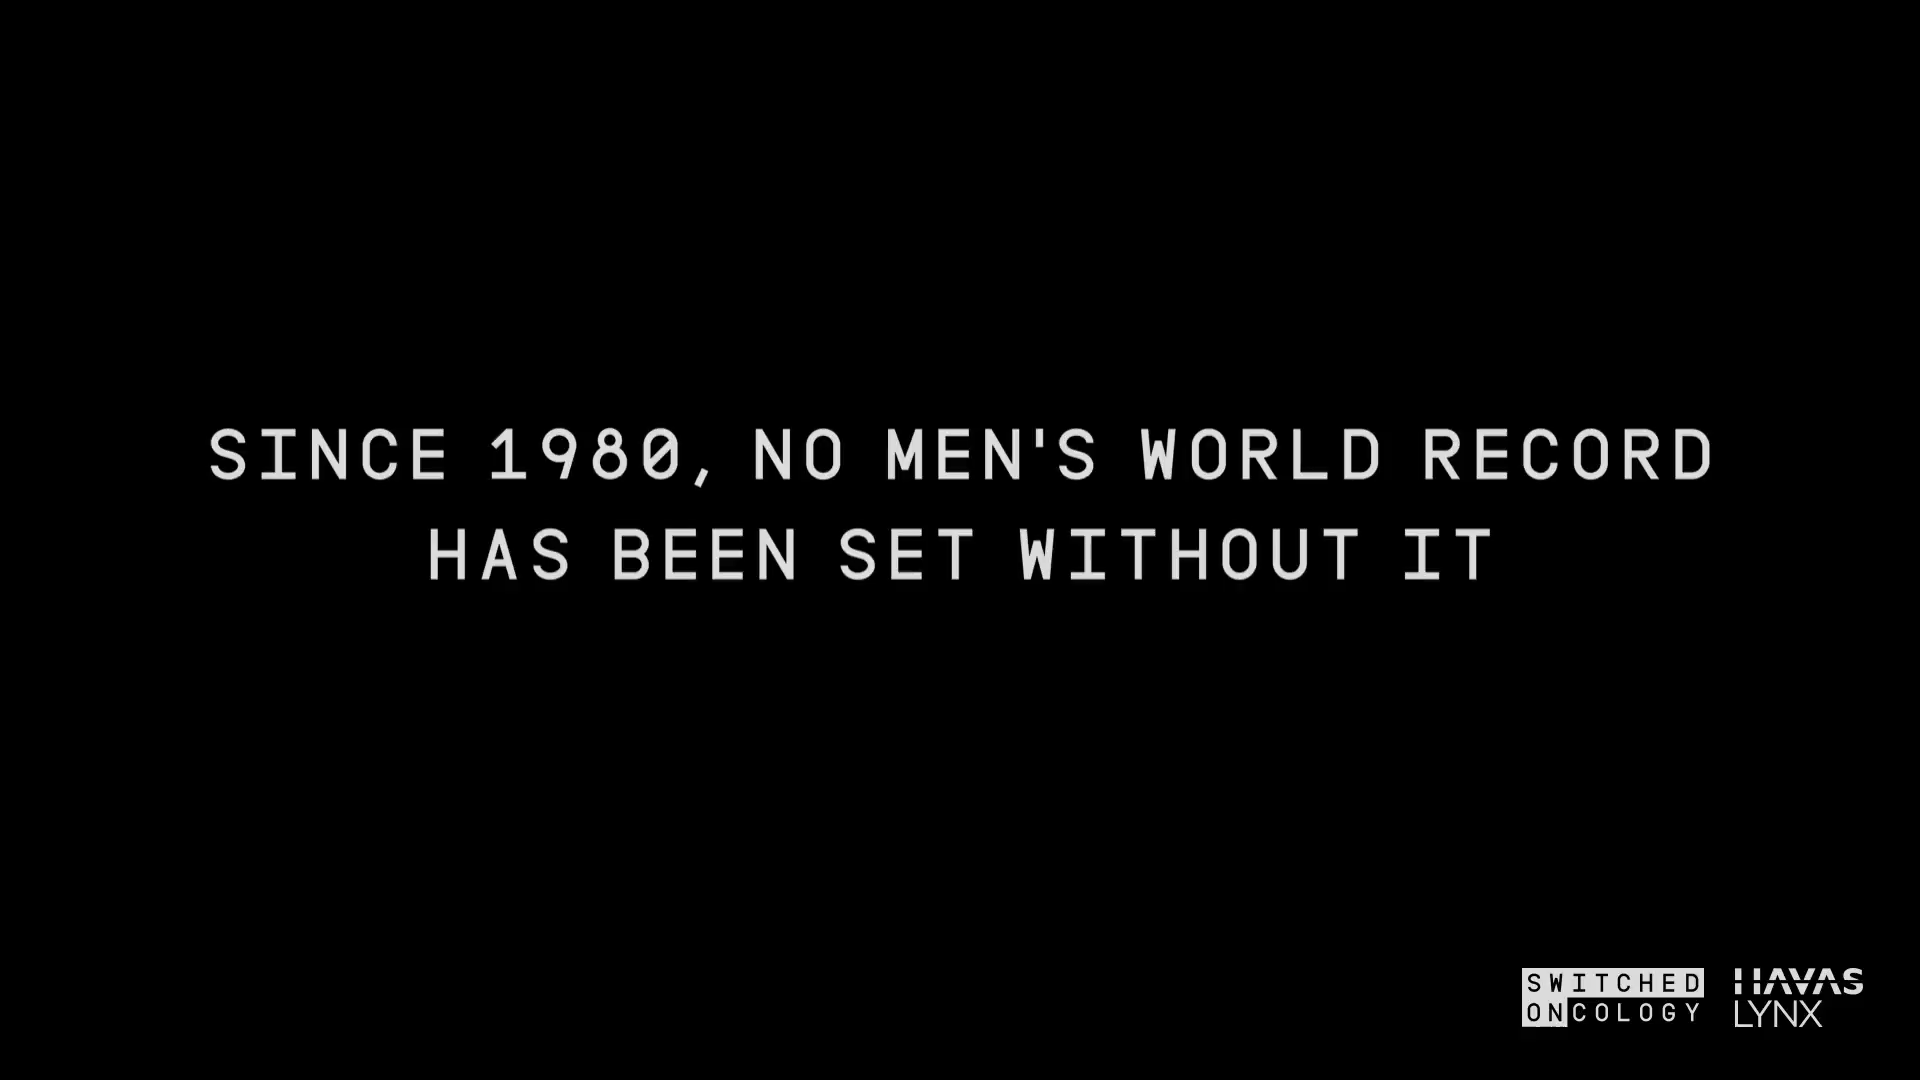 SINCE 1980, NO MEN'S WORLD RECORD
HAS BEEN SET WITHOUT IT
SWITCHED
ONCOLOGY
HAVAS
LYNX